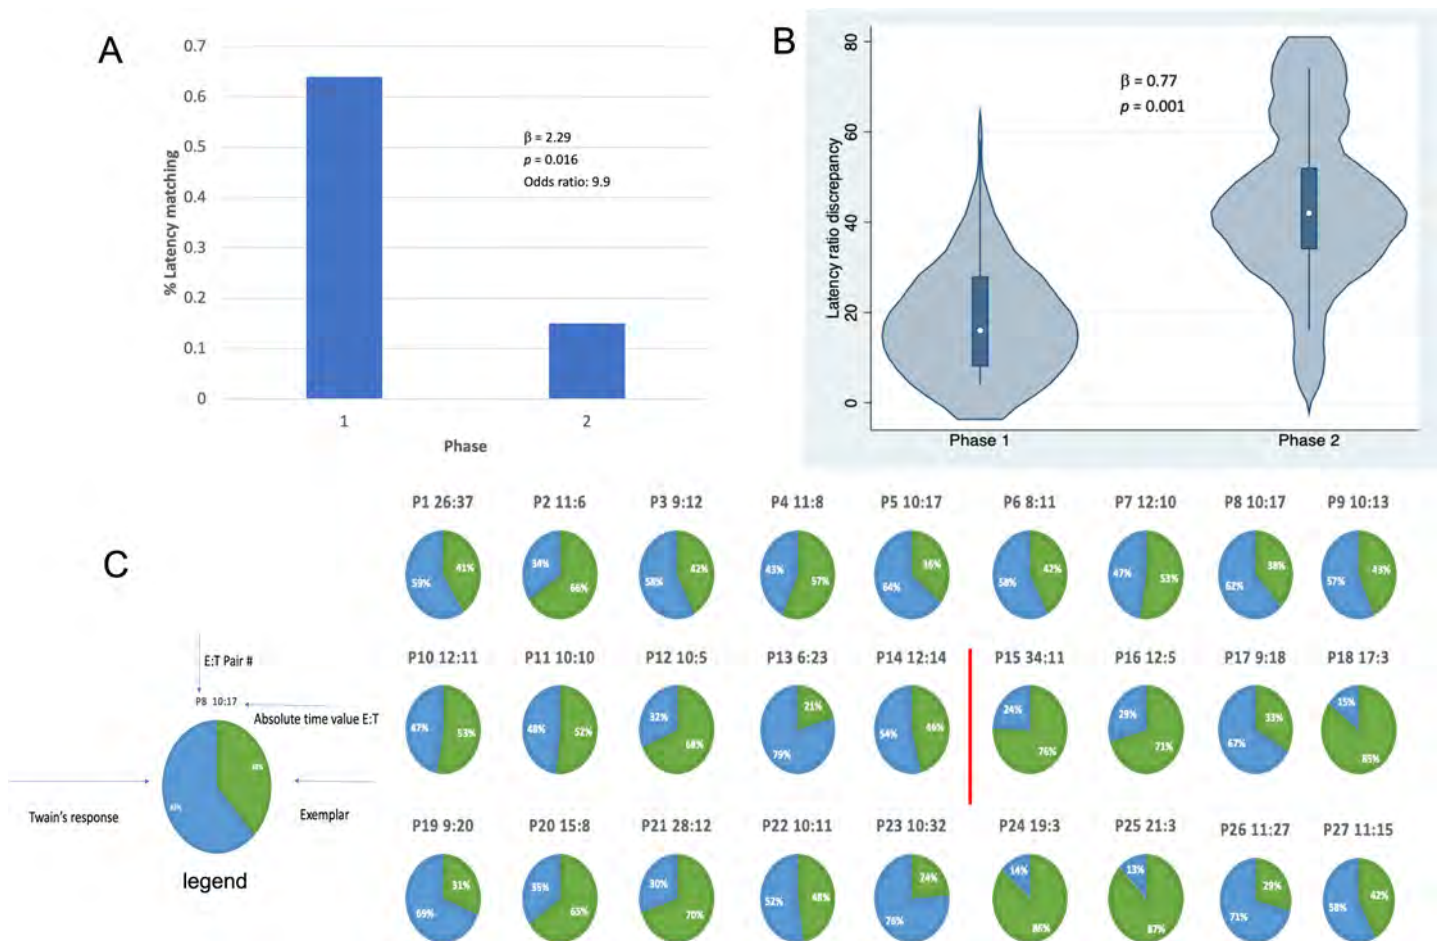 A
0.7
0.6
0.5
0.4
0.3
0.2
0.1
0
% Latency matching
β = 2.29
p = 0.016
Odds ratio: 9.9
1
2
Phase
B
80
60
40
20
0
Latency ratio discrepancy
β = 0.77
p = 0.001
Phase 1
Phase 2
C
E:T Pair #
P8 10:17
Absolute time value E:T
Twain's response
Exemplar
legend
P1 26:37
P2 11:6
P3 9:12
P4 11:8
P5 10:17
P6 8:11
P7 12:10
P8 10:17
P9 10:13
59% 41%
34% 66%
58% 42%
43% 57%
64% 36%
58% 42%
47% 53%
62% 38%
57% 43%
P10 12:11
P11 10:10
P12 10:5
P13 6:23
P14 12:14
P15 34:11
P16 12:5
P17 9:18
P18 17:3
47% 53%
48% 52%
32% 68%
79% 21%
54% 46%
24% 76%
29% 71%
67% 33%
15% 85%
P19 9:20
P20 15:8
P21 28:12
P22 10:11
P23 10:32
P24 19:3
P25 21:3
P26 11:27
P27 11:15
69% 31%
35% 65%
30% 70%
52% 48%
76% 24%
14% 86%
13% 87%
71% 29%
58% 42%